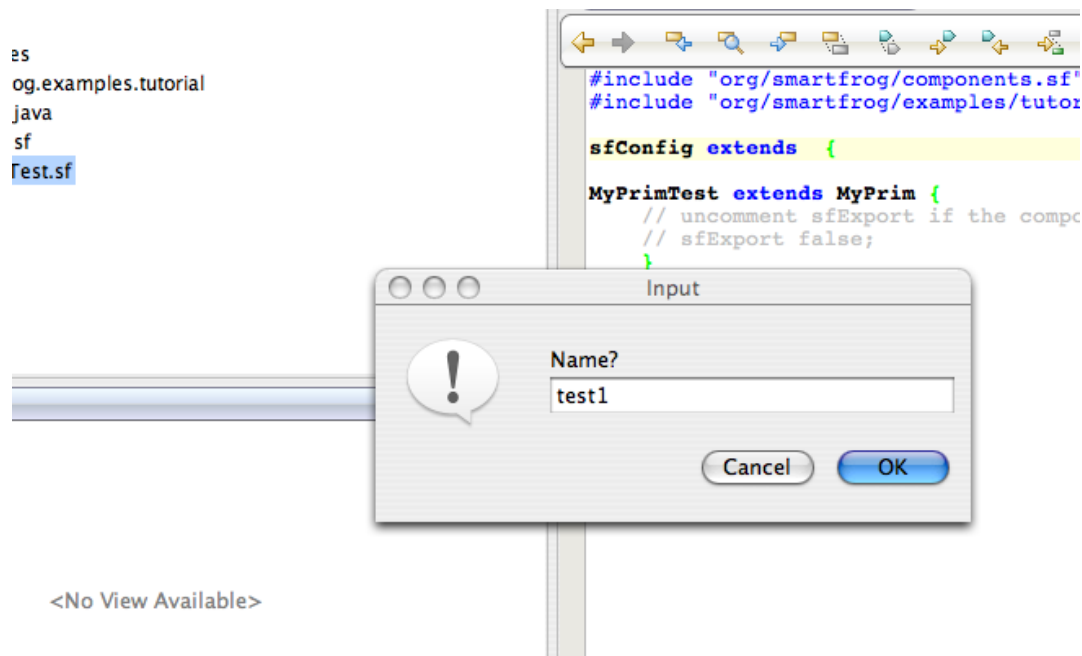 es
og.examples.tutorial
java
sf
Test.sf
#include "org/smartfrog/components.sf"
#include "org/smartfrog/examples/tutor
sfConfig extends  {
MyPrimTest extends MyPrim {
// uncomment sfExport if the compo
// sfExport false;
}
Input
Name?
test1
Cancel
OK
<No View Available>